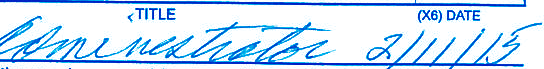 TITLE (X6) DATE
Administrator 2/11/15